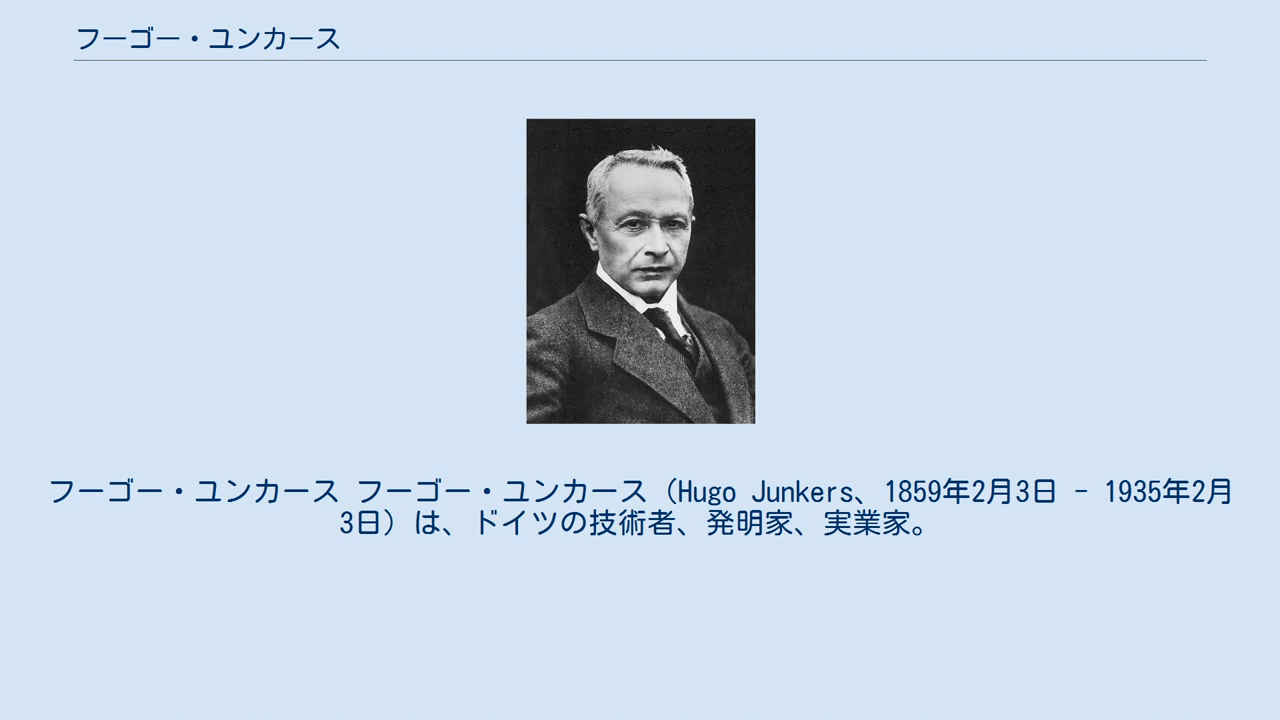 フーゴー・ユンカース
フーゴー・ユンカース フーゴー・ユンカース（Hugo Junkers、1859年2月3日 - 1935年2月
3日）は、ドイツの技術者、発明家、実業家。